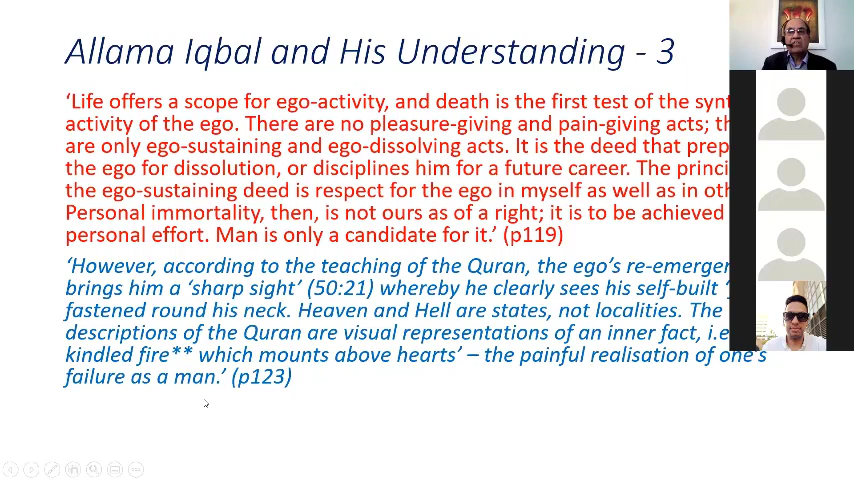 Allama Iqbal and His Understanding - 3
‘Life offers a scope for ego-activity, and death is the first test of the
activity of the ego. There are no pleasure-giving and pain-giving acts;
are only ego-sustaining and ego-dissolving acts. It is the deed that
the ego for dissolution, or disciplines him for a future career. The
the ego-sustaining deed is respect for the ego in myself as well as in
Personal immortality, then, is not ours as of a right; it is to be achieved
personal effort. Man is only a candidate for it.’ (p119)
‘However, according to the teaching of the Quran, the ego’s
brings him a ‘sharp sight’ (50:21) whereby he clearly sees his self-built
fastened round his neck. Heaven and Hell are states, not localities. The
descriptions of the Quran are visual representations of an inner fact, i.e
kindled fire** which mounts above hearts’ – the painful realisation of one’s
failure as a man.’ (p123)